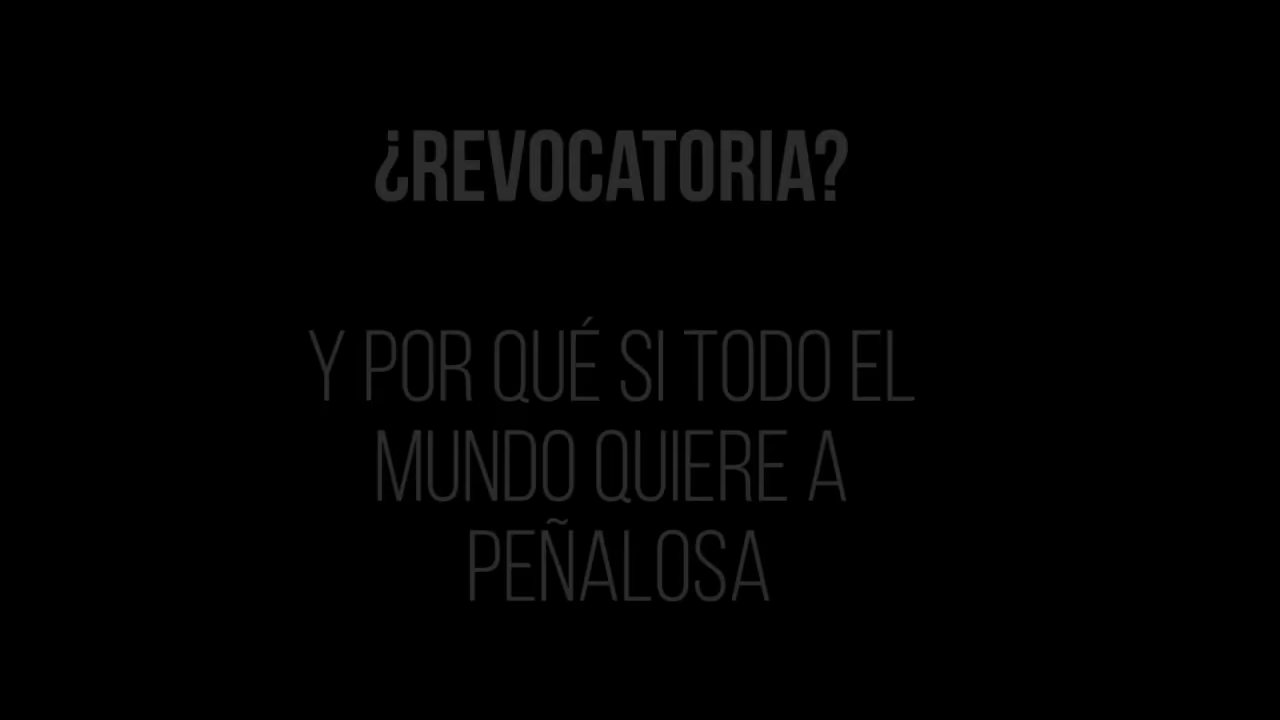 ¿REVOCATORIA?
Y POR QUÉ SI TODO EL
MUNDO QUIERE A
PEÑALOSA